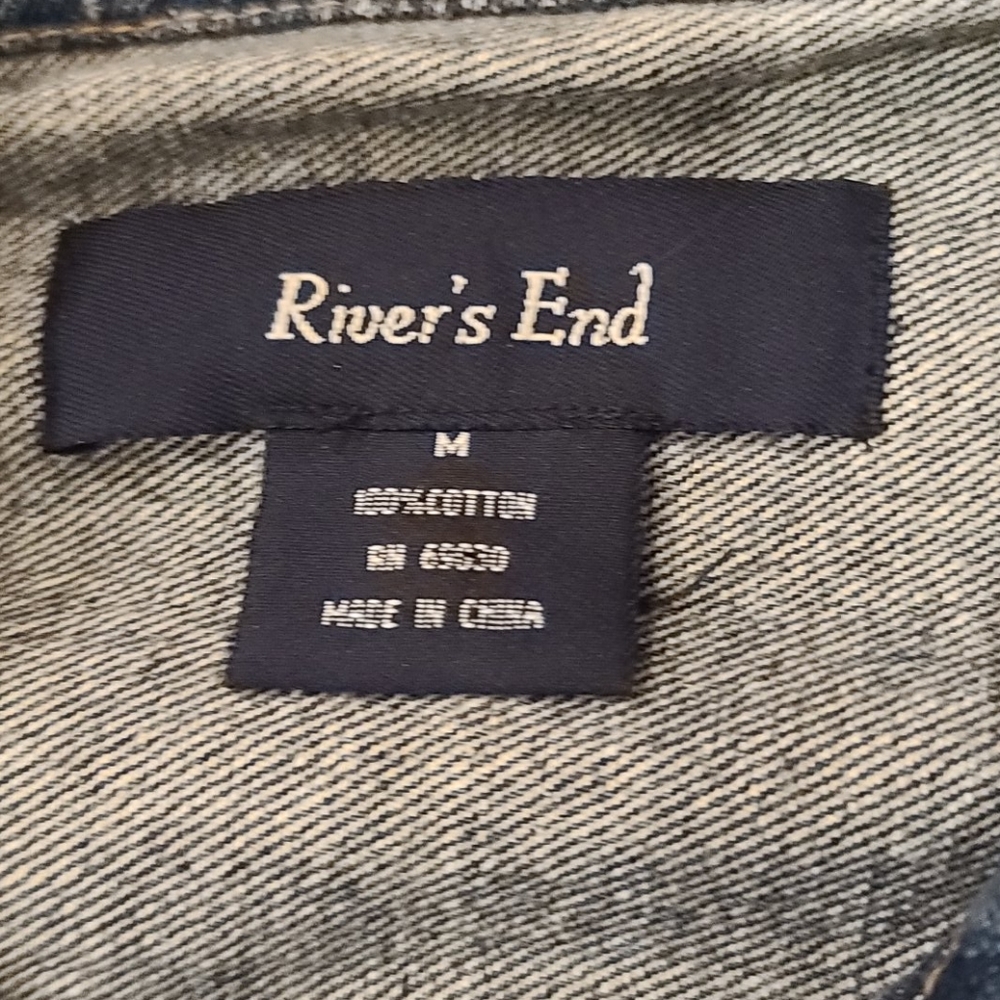 River's End
M
100% COTTON
RN
MADE IN CHINA